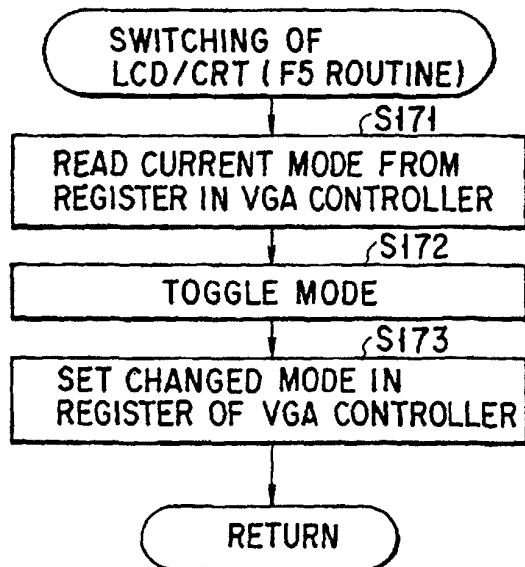 SWITCHING OF
LCD/CRT (F5 ROUTINE)
S171
READ CURRENT MODE FROM
REGISTER IN VGA CONTROLLER
S172
TOGGLE MODE
S173
SET CHANGED MODE IN
REGISTER OF VGA CONTROLLER
RETURN